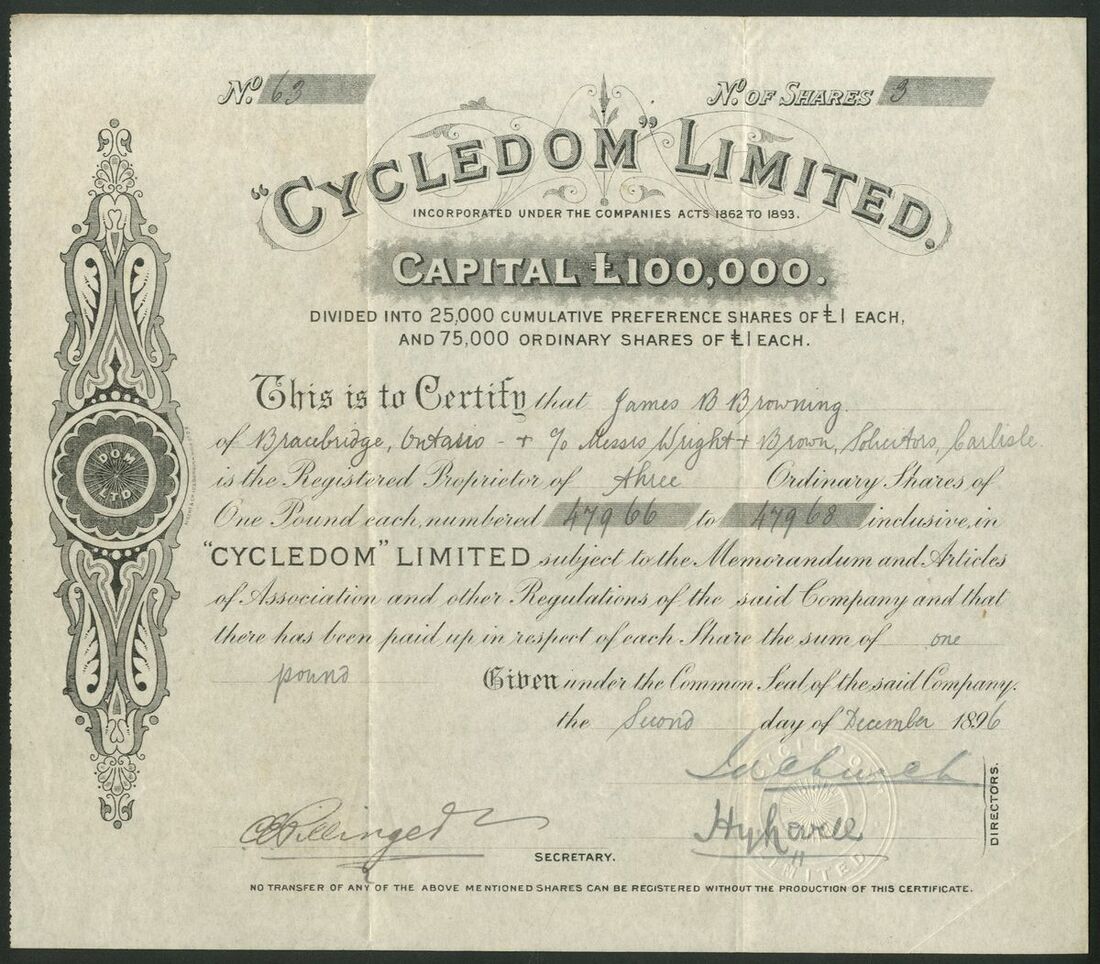 No. 63
No. OF SHARES 3
"CYCLEDOM" LIMITED.
INCORPORATED UNDER THE COMPANIES ACTS 1862 TO 1893.
CAPITAL £100,000.
DIVIDED INTO 25,000 CUMULATIVE PREFERENCE SHARES OF £1 EACH,
AND 75,000 ORDINARY SHARES OF £1 EACH.
This is to Certify that James B Browning.
of Bracebridge, Ontario - + c/o Messrs Wright + Brown, Solicitors, Carlisle
is the Registered Proprietor of three Ordinary Shares of
One Pound each, numbered 47966 to 47968 inclusive, in
"CYCLEDOM" LIMITED subject to the Memorandum and Articles
of Association and other Regulations of the said Company and that
there has been paid up in respect of each Share the sum of one
pound Given under the Common Seal of the said Company.
the Second day of December 1896
DIRECTORS.
SECRETARY.
NO TRANSFER OF ANY OF THE ABOVE MENTIONED SHARES CAN BE REGISTERED WITHOUT THE PRODUCTION OF THIS CERTIFICATE.
DOM
LTD
LIMITED